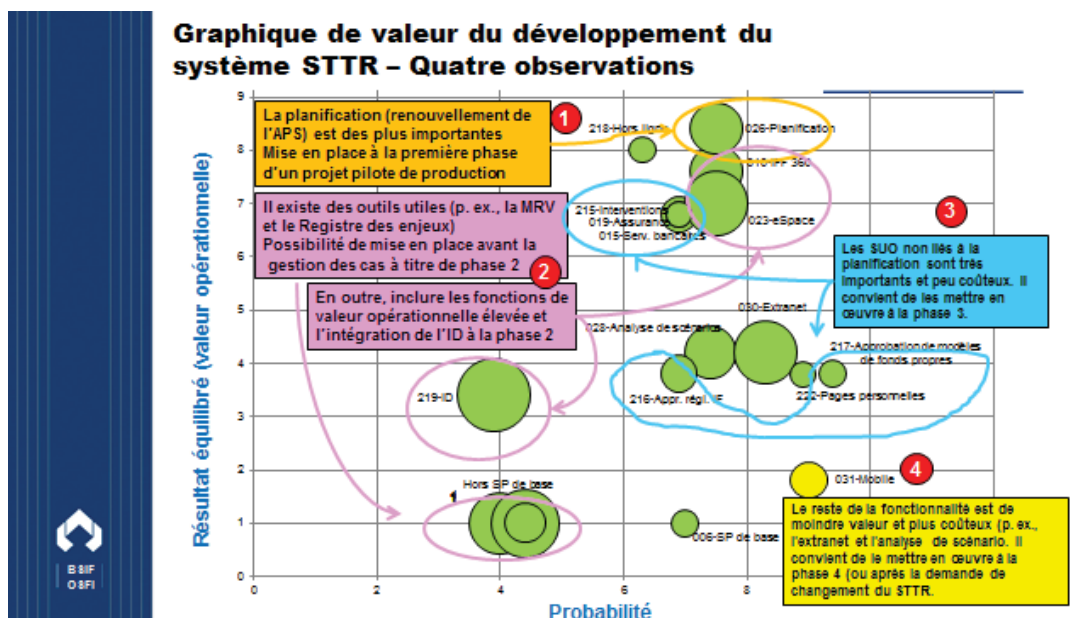 Graphique de valeur du développement du
système STTR – Quatre observations
La planification (renouvellement de
l'APS) est des plus importantes
Mise en place à la première phase
d'un projet pilote de production
1
Il existe des outils utiles (p. ex., la MRV
et le Registre des enjeux)
Possibilité de mise en place avant la
gestion des cas à titre de phase 2
2
En outre, inclure les fonctions de
valeur opérationnelle élevée et
l'intégration de l'ID à la phase 2
3
Les SUO non liés à la
planification sont très
importants et peu coûteux. Il
convient de les mettre en
œuvre à la phase 3.
4
Le reste de la fonctionnalité est de
moindre valeur et plus coûteux (p. ex.,
l'extranet et l'analyse de scénario. Il
convient de le mettre en œuvre à la
phase 4 (ou après la demande de
changement du STTR.
218-Hors ligne
026-Planification
010-IFF 360
215-Interventions
019-Assurance
015-Serv. bancaires
023-eSpace
030-Extranet
028-Analyse de scénarios
217-Approbation de modèles
de fonds propres
216-Appr. régl. IF
222-Pages personnelles
219-ID
Hors SP de base
1
031-Mobile
006-SP de base
Résultat équilibré (valeur opérationnelle)
9
8
7
6
5
4
3
2
1
0
0
2
4
6
8
Probabilité
BSIF
OSFI